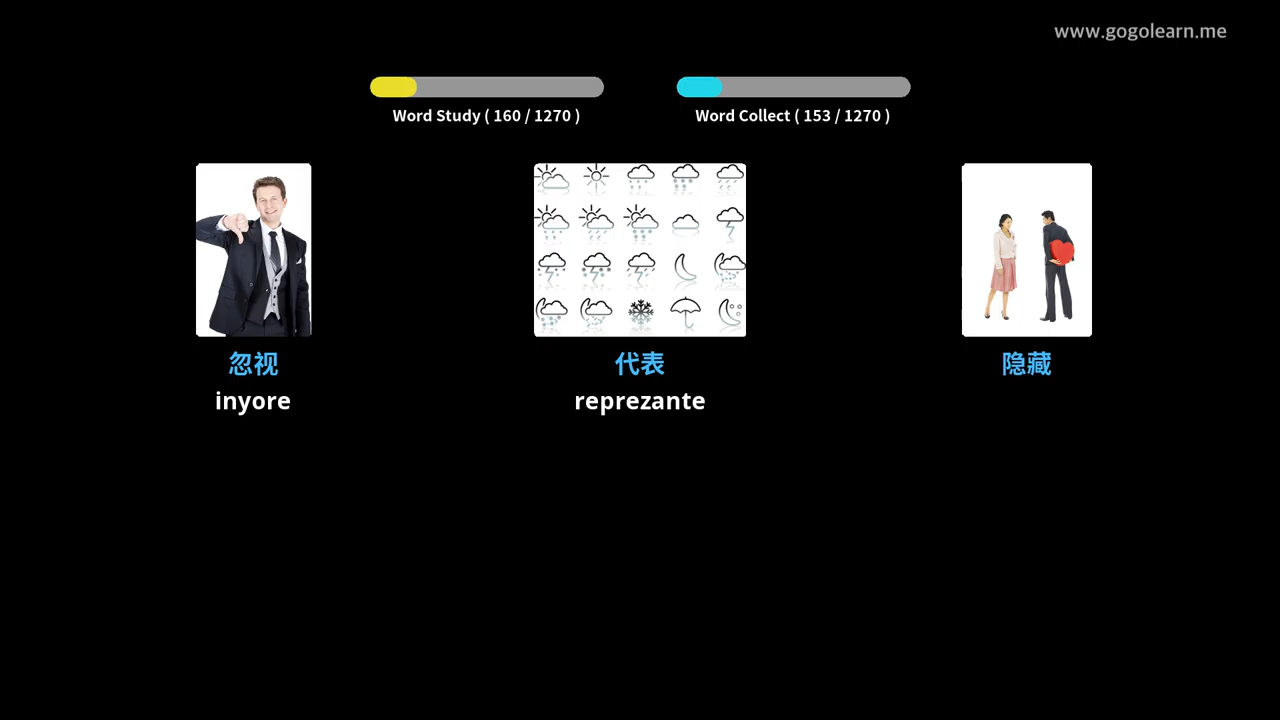 www.gogolearn.me
Word Study ( 160 / 1270 )
Word Collect ( 153 / 1270 )
忽视
代表
隐藏
inyore
reprezante